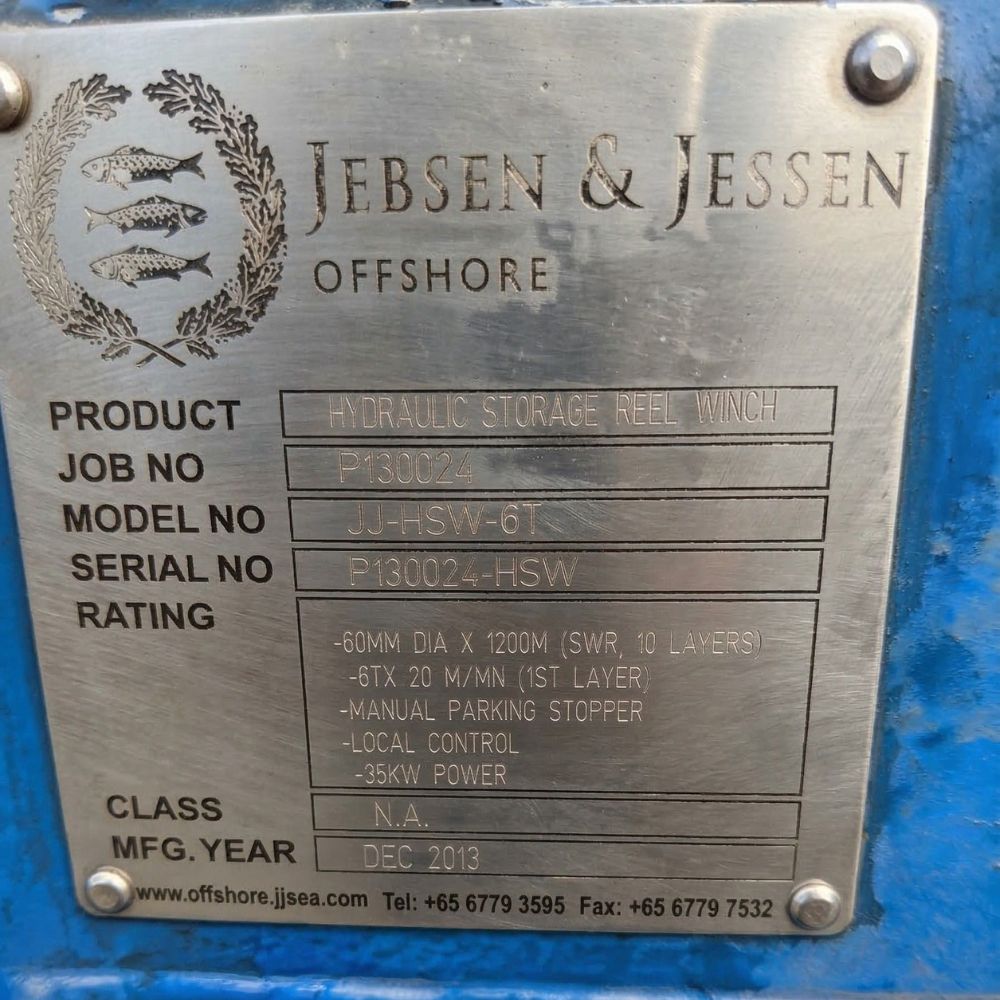 JEBSEN & JESSEN
OFFSHORE
PRODUCT HYDRAULIC STORAGE REEL WINCH
JOB NO P130024
MODEL NO JJ-HSW-6T
SERIAL NO P130024-HSW
RATING
-60MM DIA X 1200M (SWR, 10 LAYERS)
-6TX 20 M/MN (1ST LAYER)
-MANUAL PARKING STOPPER
-LOCAL CONTROL
-35KW POWER
CLASS N.A.
MFG. YEAR DEC 2013
www.offshore.jjsea.com Tel: +65 6779 3595 Fax: +65 6779 7532